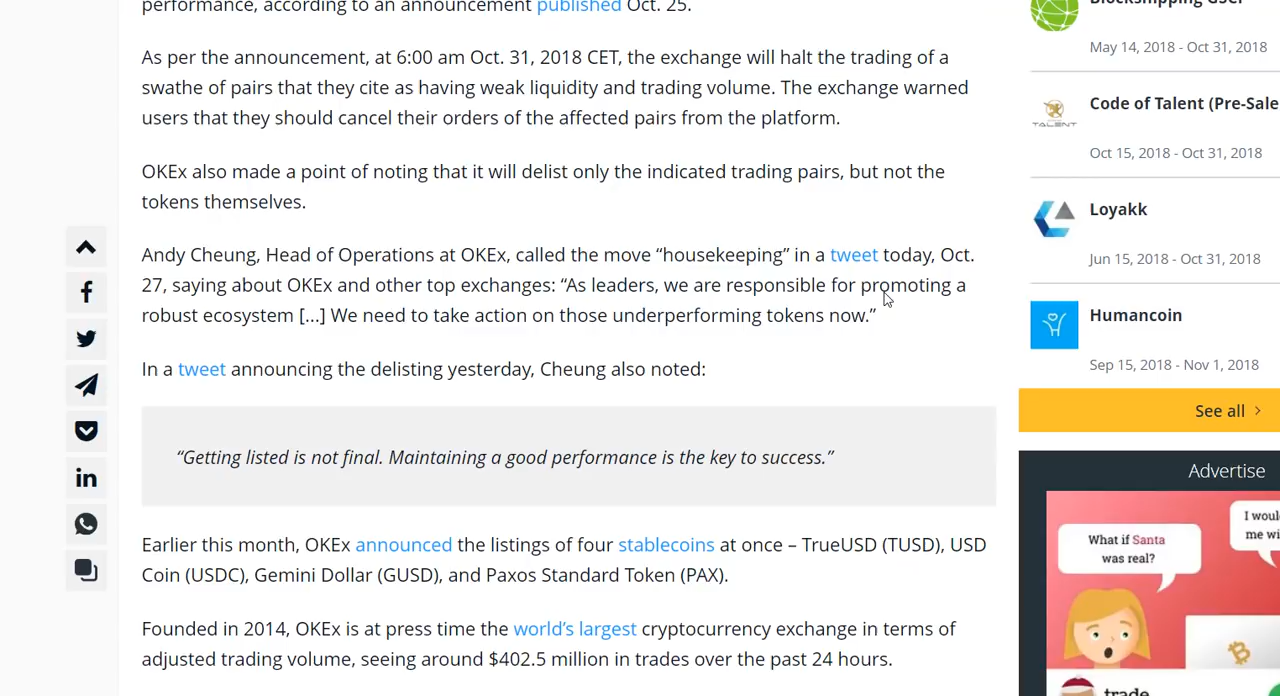 performance, according to an announcement published Oct. 25.
As per the announcement, at 6:00 am Oct. 31, 2018 CET, the exchange will halt the trading of a
swathe of pairs that they cite as having weak liquidity and trading volume. The exchange warned
users that they should cancel their orders of the affected pairs from the platform.
OKEx also made a point of noting that it will delist only the indicated trading pairs, but not the
tokens themselves.
Andy Cheung, Head of Operations at OKEx, called the move “housekeeping” in a tweet today, Oct.
27, saying about OKEx and other top exchanges: “As leaders, we are responsible for promoting a
robust ecosystem [...] We need to take action on those underperforming tokens now.”
In a tweet announcing the delisting yesterday, Cheung also noted:
“Getting listed is not final. Maintaining a good performance is the key to success.”
Earlier this month, OKEx announced the listings of four stablecoins at once – TrueUSD (TUSD), USD
Coin (USDC), Gemini Dollar (GUSD), and Paxos Standard Token (PAX).
Founded in 2014, OKEx is at press time the world’s largest cryptocurrency exchange in terms of
adjusted trading volume, seeing around $402.5 million in trades over the past 24 hours.
May 14, 2018 - Oct 31, 2018
TALENT
Code of Talent (Pre-Sale
Oct 15, 2018 - Oct 31, 2018
Loyakk
Jun 15, 2018 - Oct 31, 2018
Humancoin
Sep 15, 2018 - Nov 1, 2018
See all
Advertise
What if Santa
was real?
I woul
me wi
trade